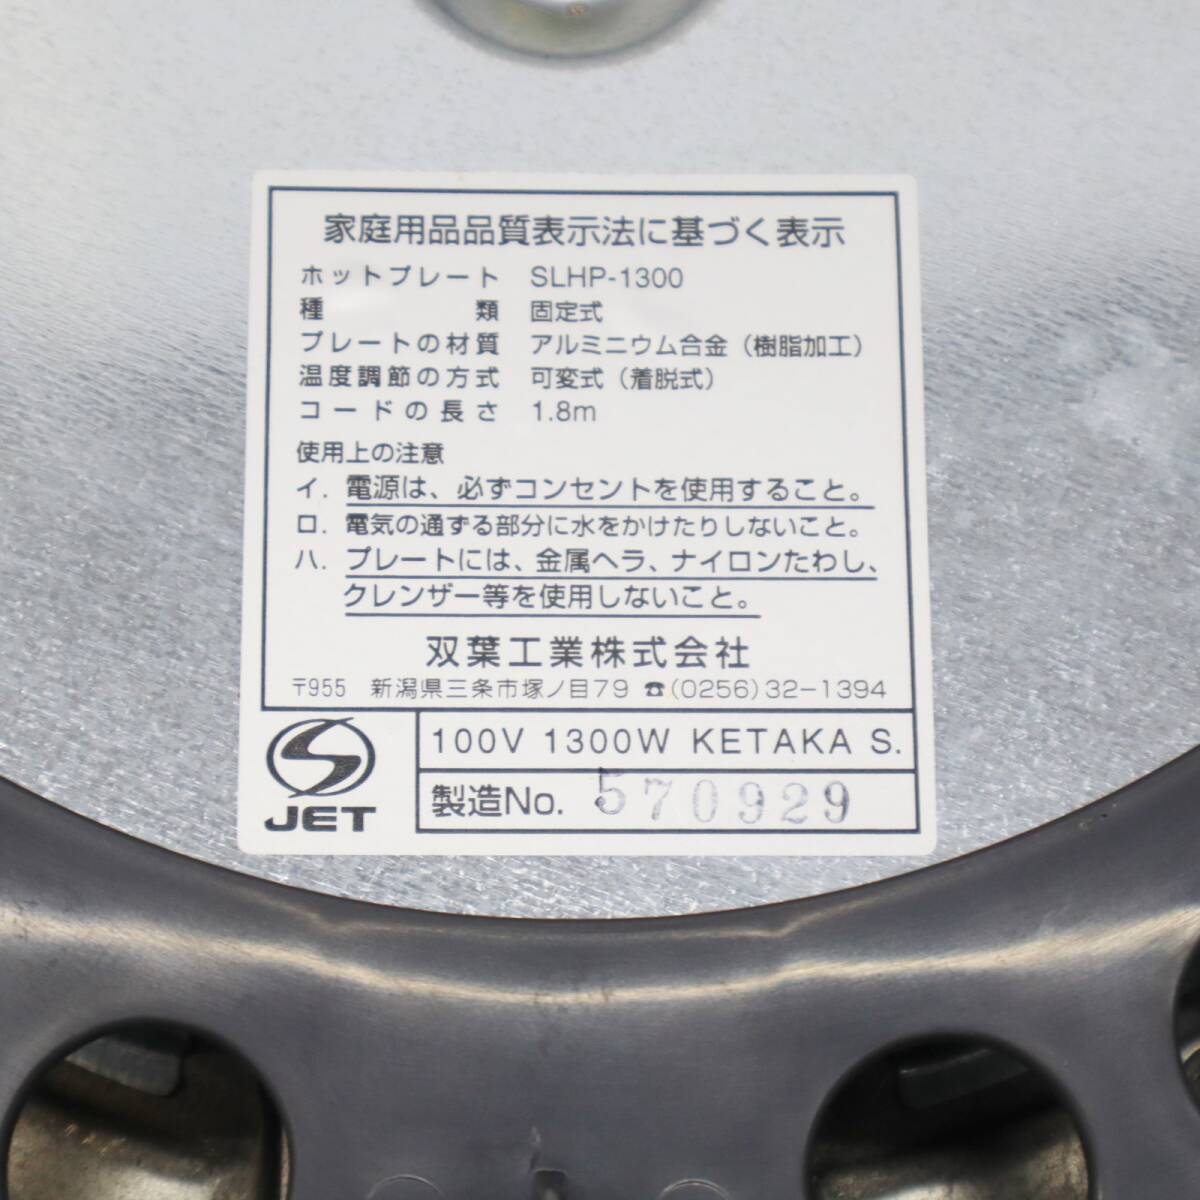 家庭用品品質表示法に基づく表示
ホットプレート SLHP-1300
種類 固定式
プレートの材質 アルミニウム合金（樹脂加工）
温度調節の方式 可変式（着脱式）
コードの長さ 1.8m
使用上の注意
イ．電源は、必ずコンセントを使用すること。
ロ．電気の通ずる部分に水をかけたりしないこと。
ハ．プレートには、金属ヘラ、ナイロンたわし、
クレンザー等を使用しないこと。
双葉工業株式会社
〒955 新潟県三条市塚ノ目79 ☎(0256)32-1394
JET
100V 1300W KETAKA S.
製造No. 570929